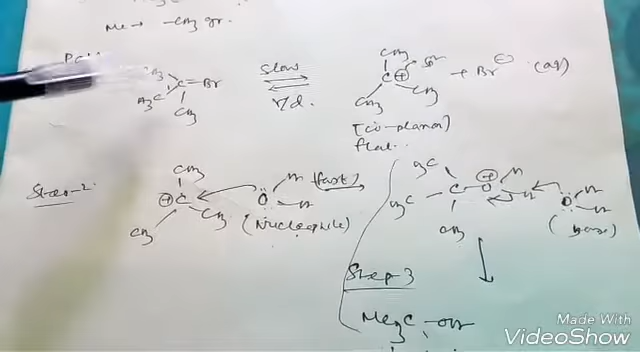 Me → -CH3 gr.
CH3
Slow
CH3
H3C C Br
r/d.
C ⊕ + Br⊖ (aq)
CH3
CH3 CH3
[co-planar]
flat..
Step-2.
CH3
H (fast)
H3C
⊕ H
⊕ C
Ö H
H3C C O H
Ö H
CH3 CH3
(Nucleophile)
CH3
(base)
Step-3
Me3C-OH
Made With
VideoShow